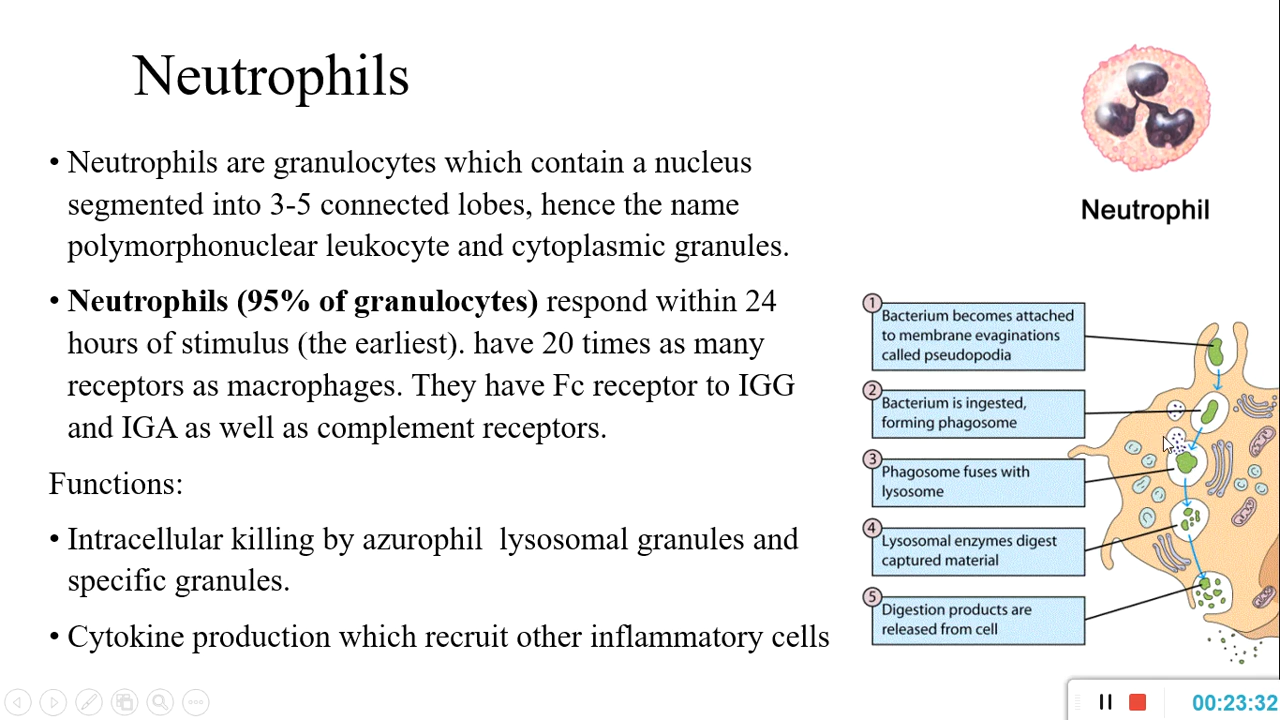 Neutrophils
• Neutrophils are granulocytes which contain a nucleus
segmented into 3-5 connected lobes, hence the name
polymorphonuclear leukocyte and cytoplasmic granules.
• Neutrophils (95% of granulocytes) respond within 24
hours of stimulus (the earliest). have 20 times as many
receptors as macrophages. They have Fc receptor to IGG
and IGA as well as complement receptors.
Functions:
• Intracellular killing by azurophil  lysosomal granules and
specific granules.
• Cytokine production which recruit other inflammatory cells
Neutrophil
1
Bacterium becomes attached
to membrane evaginations
called pseudopodia
2
Bacterium is ingested,
forming phagosome
3
Phagosome fuses with
lysosome
4
Lysosomal enzymes digest
captured material
5
Digestion products are
released from cell
00:23:32